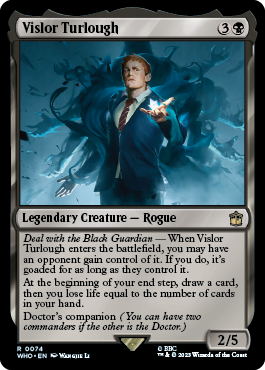 Vislor Turlough 3
Legendary Creature — Rogue
Deal with the Black Guardian — When Vislor
Turlough enters the battlefield, you may have
an opponent gain control of it. If you do, it's
goaded for as long as they control it.
At the beginning of your end step, draw a card,
then you lose life equal to the number of cards
in your hand.
Doctor's companion (You can have two
commanders if the other is the Doctor.)
2/5
R 0074
WHO • EN Wangjie Li
© BBC
™ & © 2023 Wizards of the Coast